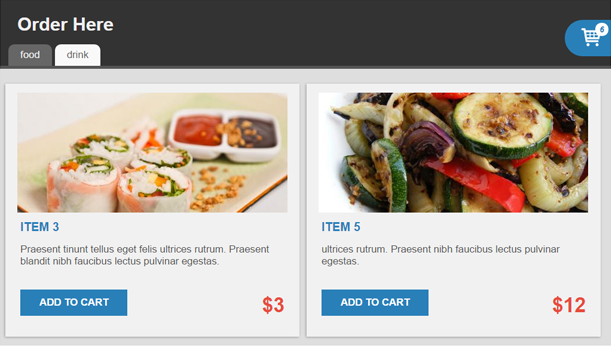 Order Here
6
food
drink
ITEM 3
Praesent tinunt tellus eget felis ultrices rutrum. Praesent
blandit nibh faucibus lectus pulvinar egestas.
ADD TO CART
$3
ITEM 5
ultrices rutrum. Praesent nibh faucibus lectus pulvinar
egestas.
ADD TO CART
$12